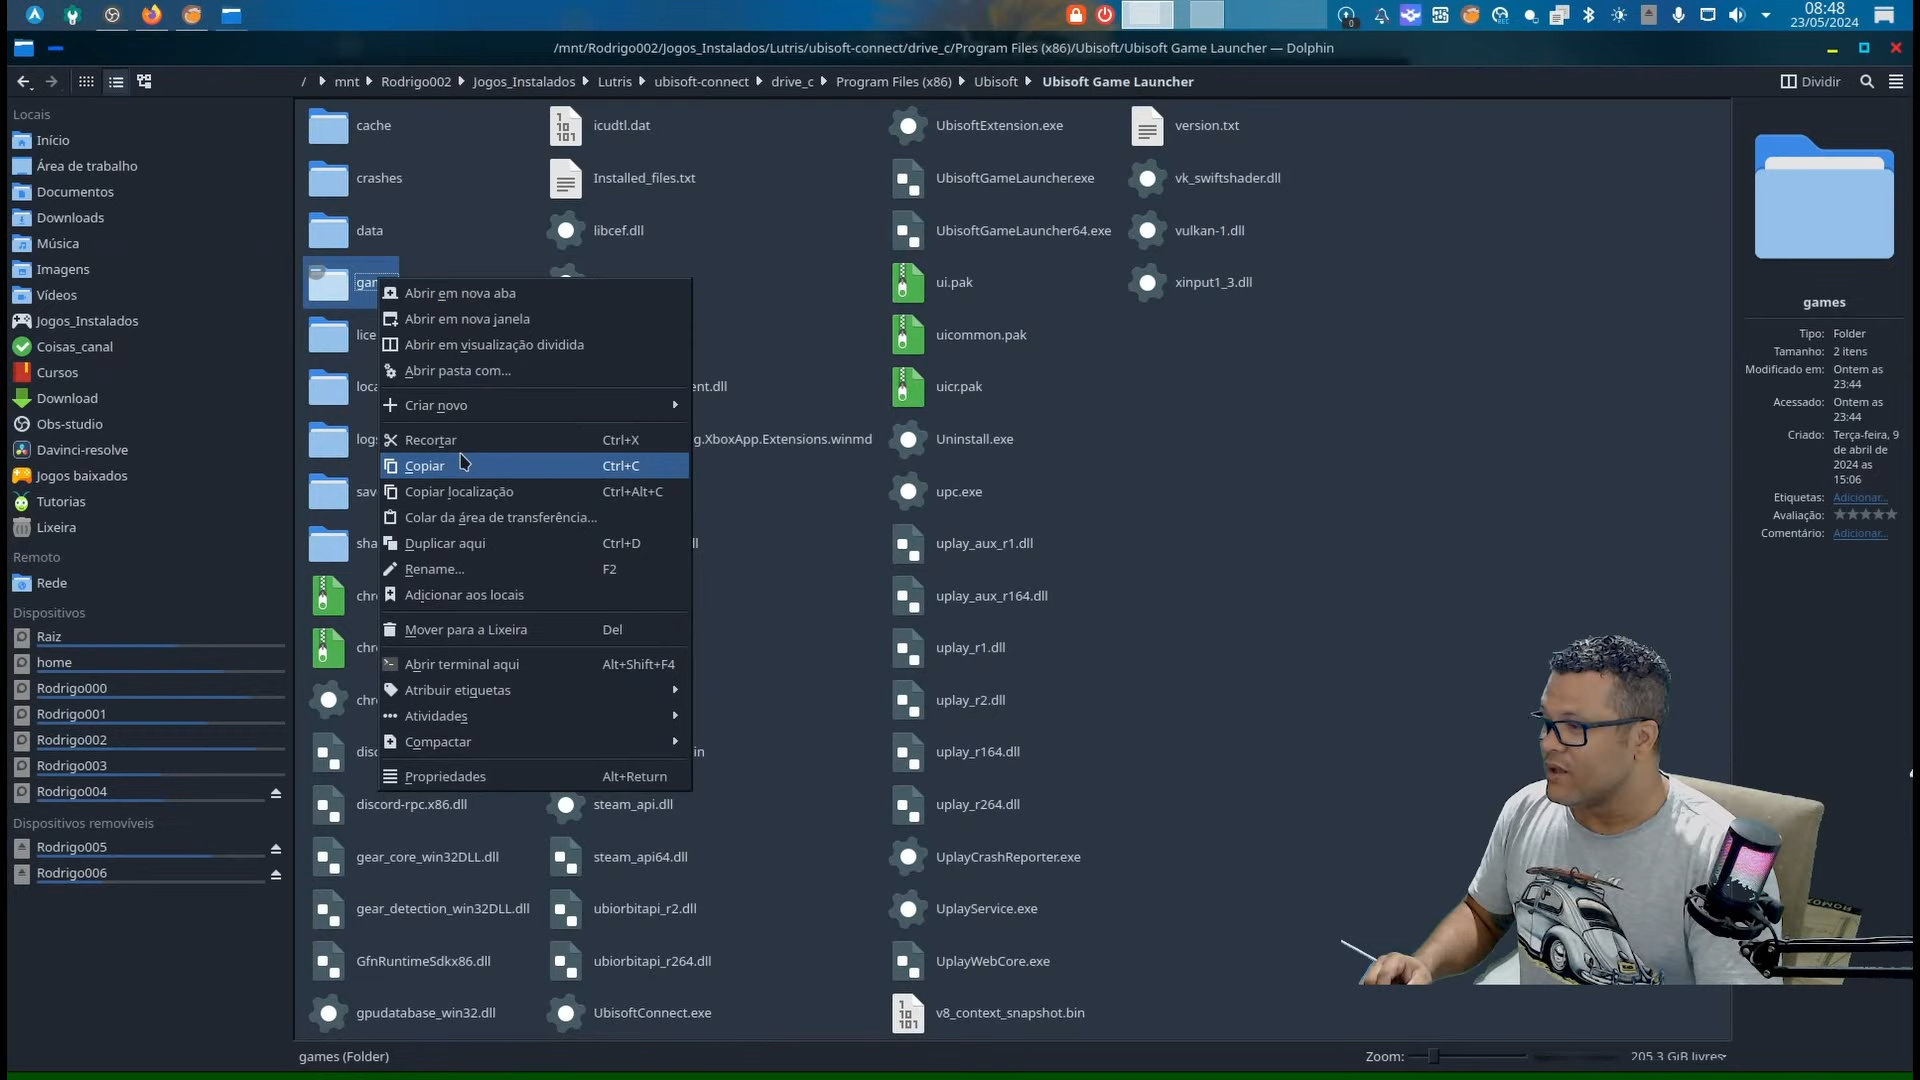 08:48
23/05/2024
/mnt/Rodrigo002/Jogos_Instalados/Lutris/ubisoft-connect/drive_c/Program Files (x86)/Ubisoft/Ubisoft Game Launcher — Dolphin
/ mnt Rodrigo002 Jogos_Instalados Lutris ubisoft-connect drive_c Program Files (x86) Ubisoft Ubisoft Game Launcher
Dividir
Locais
Início
Área de trabalho
Documentos
Downloads
Música
Imagens
Vídeos
Jogos_Instalados
Coisas_canal
Cursos
Download
Obs-studio
Davinci-resolve
Jogos baixados
Tutorias
Lixeira
Remoto
Rede
Dispositivos
Raiz
home
Rodrigo000
Rodrigo001
Rodrigo002
Rodrigo003
Rodrigo004
Dispositivos removíveis
Rodrigo005
Rodrigo006
cache
crashes
data
discord-rpc.x86.dll
gear_core_win32DLL.dll
gear_detection_win32DLL.dll
GfnRuntimeSdkx86.dll
gpudatabase_win32.dll
icudtl.dat
Installed_files.txt
libcef.dll
g.XboxApp.Extensions.winmd
steam_api.dll
steam_api64.dll
ubiorbitapi_r2.dll
ubiorbitapi_r264.dll
UbisoftConnect.exe
Abrir em nova aba
Abrir em nova janela
Abrir em visualização dividida
Abrir pasta com...
Criar novo
Recortar Ctrl+X
Copiar Ctrl+C
Copiar localização Ctrl+Alt+C
Colar da área de transferência...
Duplicar aqui Ctrl+D
Rename... F2
Adicionar aos locais
Mover para a Lixeira Del
Abrir terminal aqui Alt+Shift+F4
Atribuir etiquetas
Atividades
Compactar
Propriedades Alt+Return
UbisoftExtension.exe
UbisoftGameLauncher.exe
UbisoftGameLauncher64.exe
ui.pak
uicommon.pak
uicr.pak
Uninstall.exe
upc.exe
uplay_aux_r1.dll
uplay_aux_r164.dll
uplay_r1.dll
uplay_r2.dll
uplay_r164.dll
uplay_r264.dll
UplayCrashReporter.exe
UplayService.exe
UplayWebCore.exe
v8_context_snapshot.bin
version.txt
vk_swiftshader.dll
vulkan-1.dll
xinput1_3.dll
games
Tipo: Folder
Tamanho: 2 itens
Modificado em: Ontem as
23:44
Acessado: Ontem as
23:44
Criado: Terça-feira, 9
de abril de
2024 as
15:06
Etiquetas: Adicionar...
Avaliação:
Comentário: Adicionar...
games (Folder)
Zoom:
205,3 GiB livres